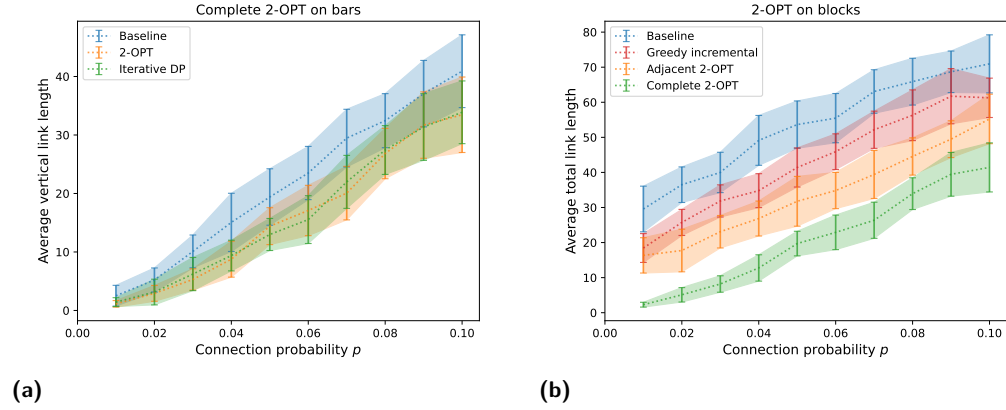 Complete 2-OPT on bars
Baseline
2-OPT
Iterative DP
Average vertical link length
40
30
20
10
0
0.00 0.02 0.04 0.06 0.08 0.10
Connection probability p
(a)
2-OPT on blocks
Baseline
Greedy incremental
Adjacent 2-OPT
Complete 2-OPT
Average total link length
80
70
60
50
40
30
20
10
0
0.00 0.02 0.04 0.06 0.08 0.10
Connection probability p
(b)